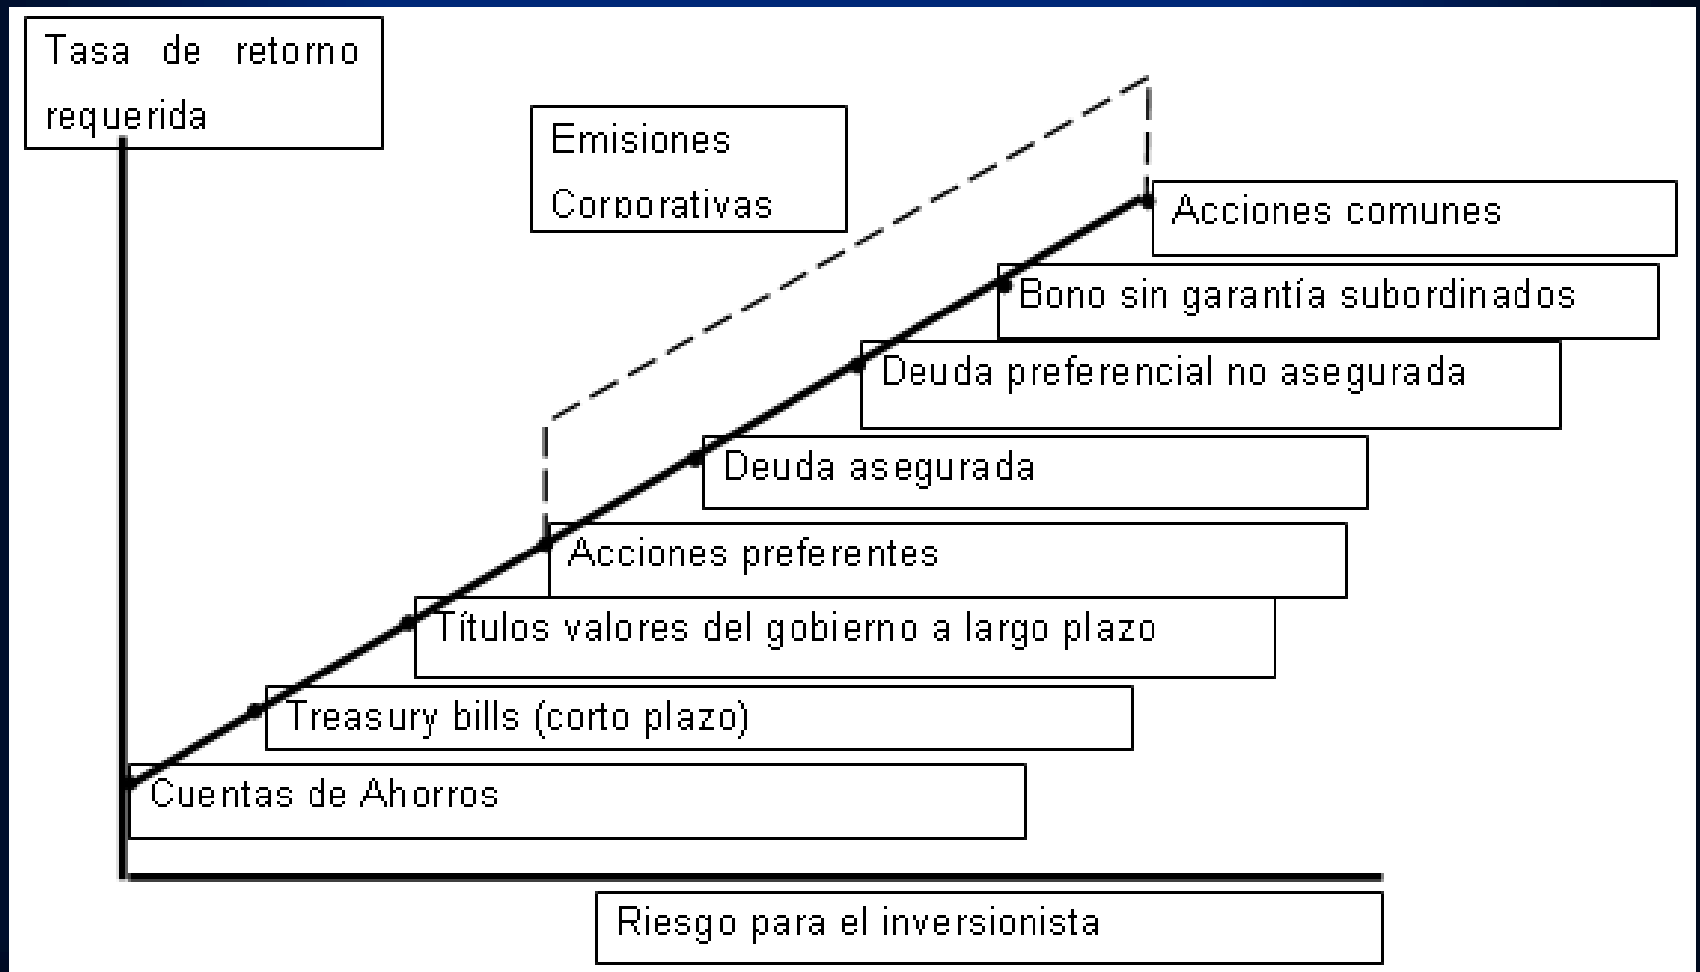 Tasa de retorno
requerida
Emisiones
Corporativas
Acciones comunes
Bono sin garantía subordinados
Deuda preferencial no asegurada
Deuda asegurada
Acciones preferentes
Títulos valores del gobierno a largo plazo
Treasury bills (corto plazo)
Cuentas de Ahorros
Riesgo para el inversionista